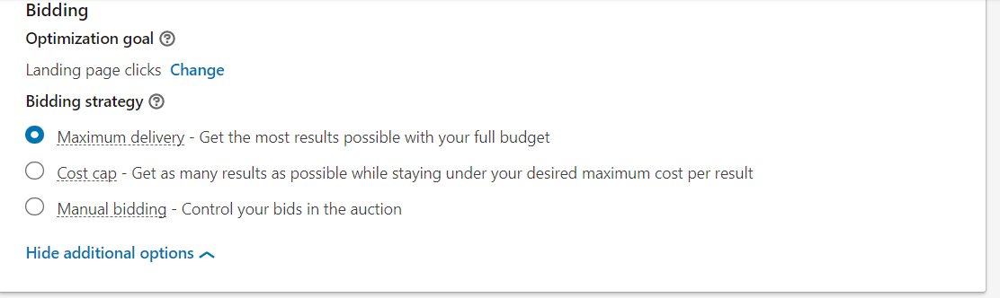 Bidding
Optimization goal
Landing page clicks Change
Bidding strategy
Maximum delivery - Get the most results possible with your full budget
Cost cap - Get as many results as possible while staying under your desired maximum cost per result
Manual bidding - Control your bids in the auction
Hide additional options